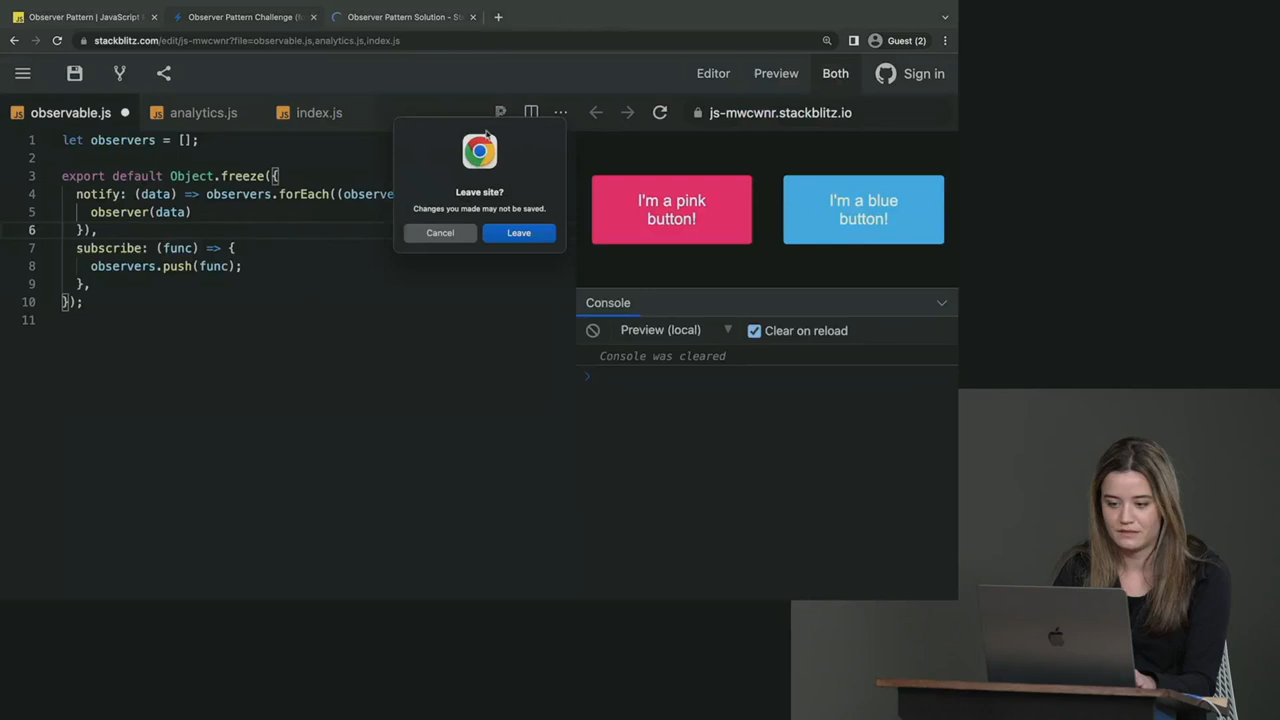 Observer Pattern | JavaScript
Observer Pattern Challenge (f
Observer Pattern Solution - St
stackblitz.com/edit/js-mwcwnr?file=observable.js,analytics.js,index.js
Guest (2)
Editor
Preview
Both
Sign in
observable.js
analytics.js
index.js
js-mwcwnr.stackblitz.io
1 let observers = [];
2
3 export default Object.freeze({
4 notify: (data) => observers.forEach((observe
5 observer(data)
6 }),
7 subscribe: (func) => {
8 observers.push(func);
9 },
10 });
11
Leave site?
Changes you made may not be saved.
Cancel
Leave
I'm a pink
button!
I'm a blue
button!
Console
Preview (local)
Clear on reload
Console was cleared